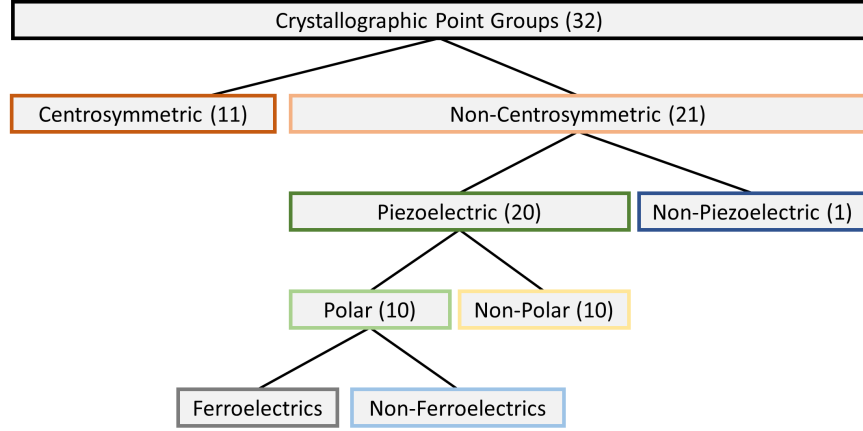 Crystallographic Point Groups (32)
Centrosymmetric (11)
Non-Centrosymmetric (21)
Piezoelectric (20)
Non-Piezoelectric (1)
Polar (10)
Non-Polar (10)
Ferroelectrics
Non-Ferroelectrics